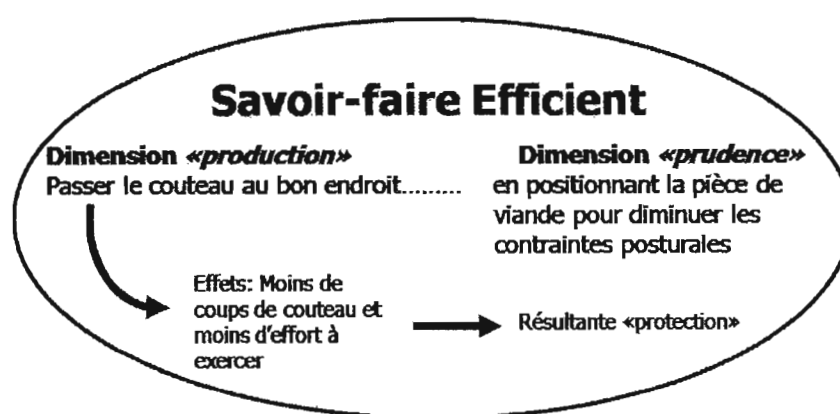 Savoir-faire Efficient
Dimension «production»
Passer le couteau au bon endroit.........
Dimension «prudence»
en positionnant la pièce de
viande pour diminuer les
contraintes posturales
Effets: Moins de
coups de couteau et
moins d'effort à
exercer
Résultante «protection»